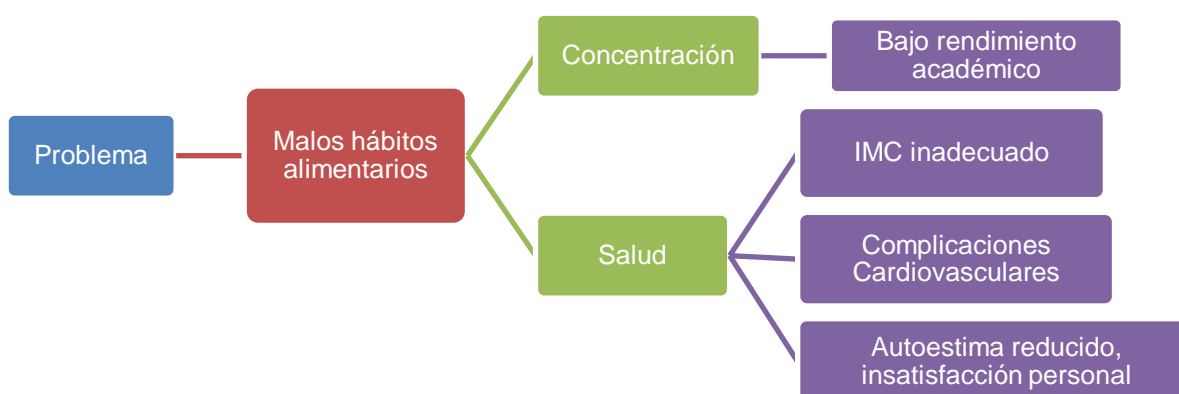 Problema
Malos hábitos
alimentarios
Concentración
Bajo rendimiento
académico
Salud
IMC inadecuado
Complicaciones
Cardiovasculares
Autoestima reducido,
insatisfacción personal